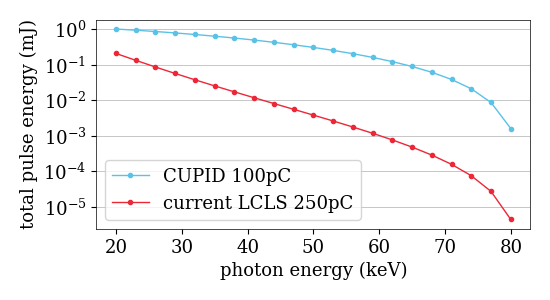 total pulse energy (mJ)
10⁰
10⁻¹
10⁻²
10⁻³
10⁻⁴
10⁻⁵
CUPID 100pC
current LCLS 250pC
20 30 40 50 60 70 80
photon energy (keV)